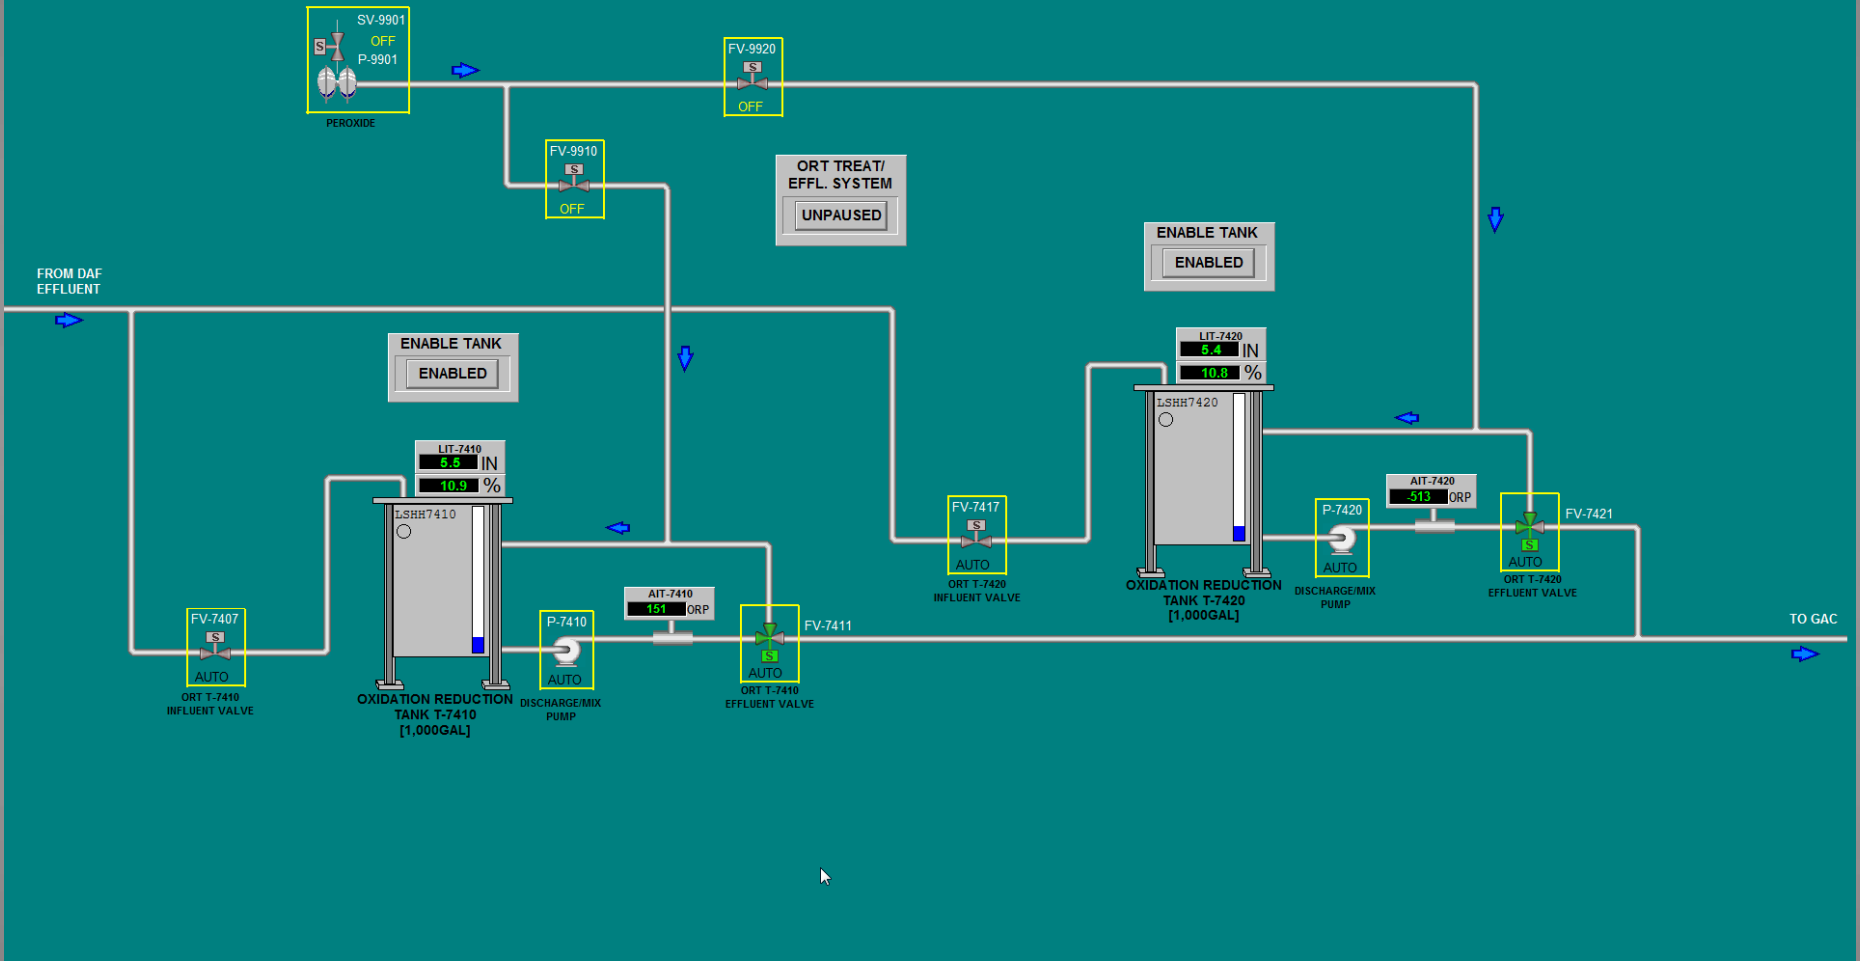 SV-9901
S
OFF
P-9901
PEROXIDE
FV-9920
S
OFF
FV-9910
S
OFF
ORT TREAT/
EFFL. SYSTEM
UNPAUSED
ENABLE TANK
ENABLED
FROM DAF
EFFLUENT
ENABLE TANK
ENABLED
LIT-7420
5.4 IN
10.8 %
LSHH7420
LIT-7410
5.5 IN
10.9 %
LSHH7410
AIT-7420
-513 ORP
P-7420
AUTO
DISCHARGE/MIX
PUMP
FV-7421
S
AUTO
ORT T-7420
EFFLUENT VALVE
FV-7417
S
AUTO
ORT T-7420
INFLUENT VALVE
OXIDATION REDUCTION
TANK T-7420
[1,000GAL]
AIT-7410
151 ORP
FV-7407
S
AUTO
ORT T-7410
INFLUENT VALVE
OXIDATION REDUCTION
TANK T-7410
[1,000GAL]
P-7410
AUTO
DISCHARGE/MIX
PUMP
FV-7411
S
AUTO
ORT T-7410
EFFLUENT VALVE
TO GAC